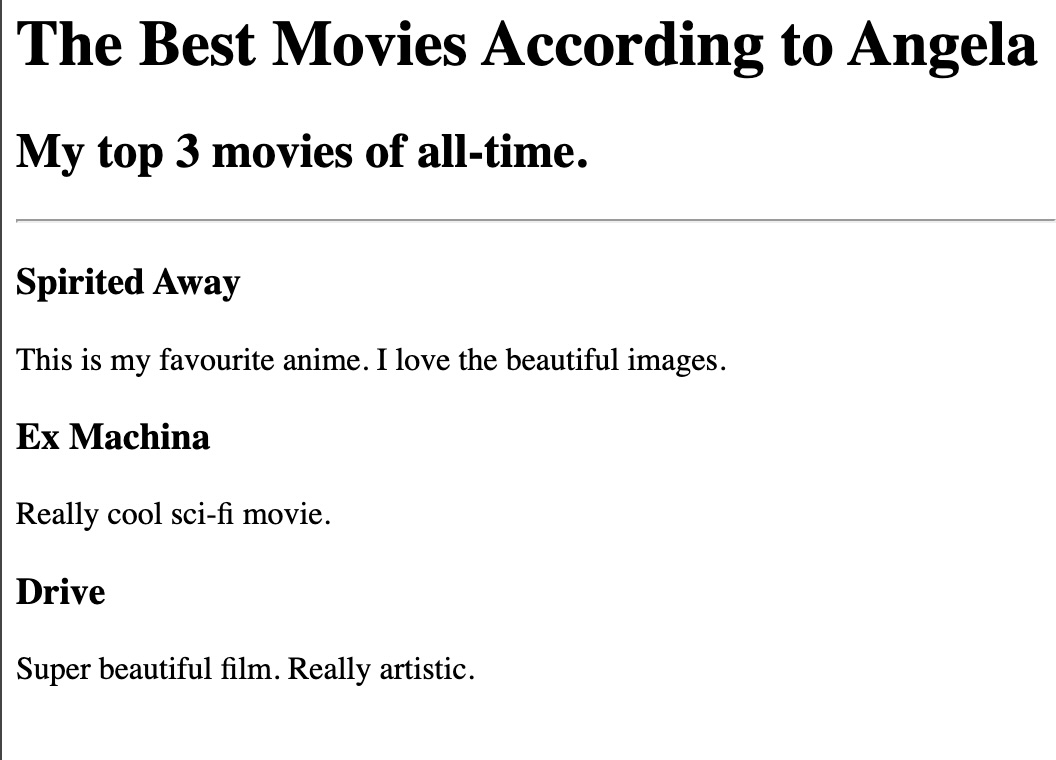 The Best Movies According to Angela
My top 3 movies of all-time.
Spirited Away
This is my favourite anime. I love the beautiful images.
Ex Machina
Really cool sci-fi movie.
Drive
Super beautiful film. Really artistic.